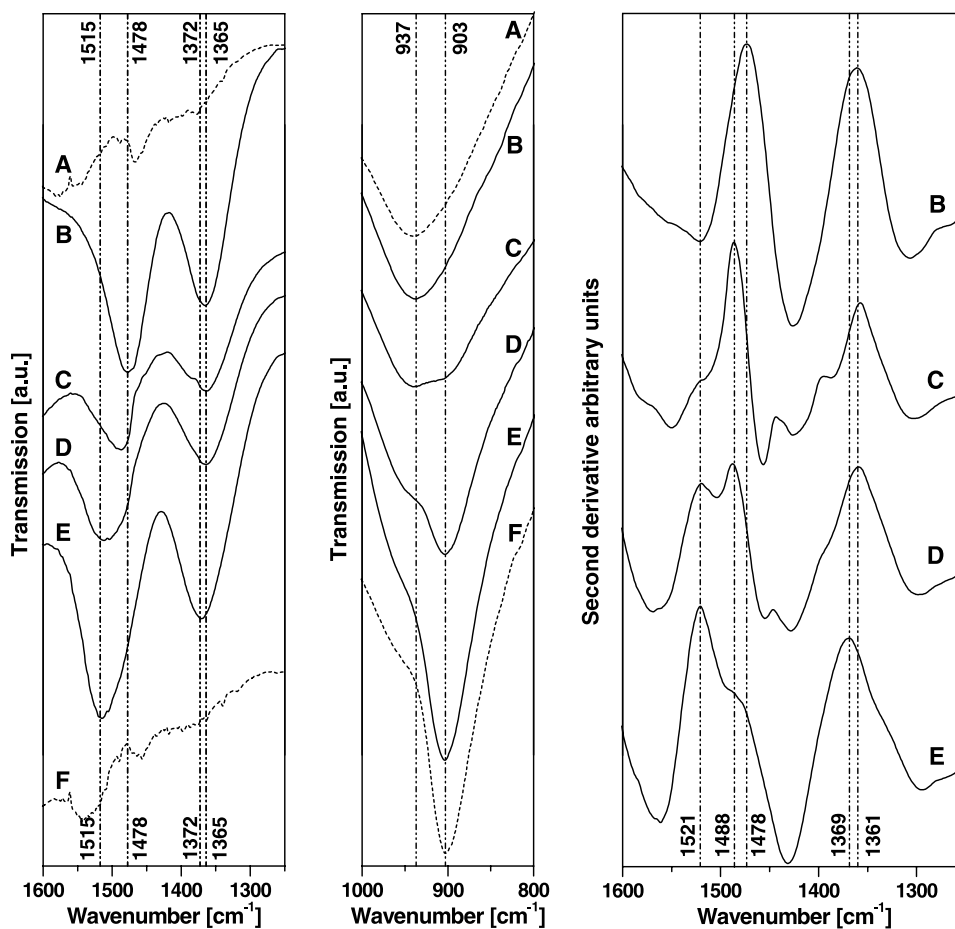 Transmission [a.u.]
1515
1478
1372
1365
A
B
C
D
E
F
1515
1478
1372
1365
1600 1500 1400 1300
Wavenumber [cm⁻¹]
Transmission [a.u.]
937
903
A
B
C
D
E
F
1000 900 800
Wavenumber [cm⁻¹]
Second derivative arbitrary units
B
C
D
E
1521
1488
1478
1369
1361
1600 1500 1400 1300
Wavenumber [cm⁻¹]